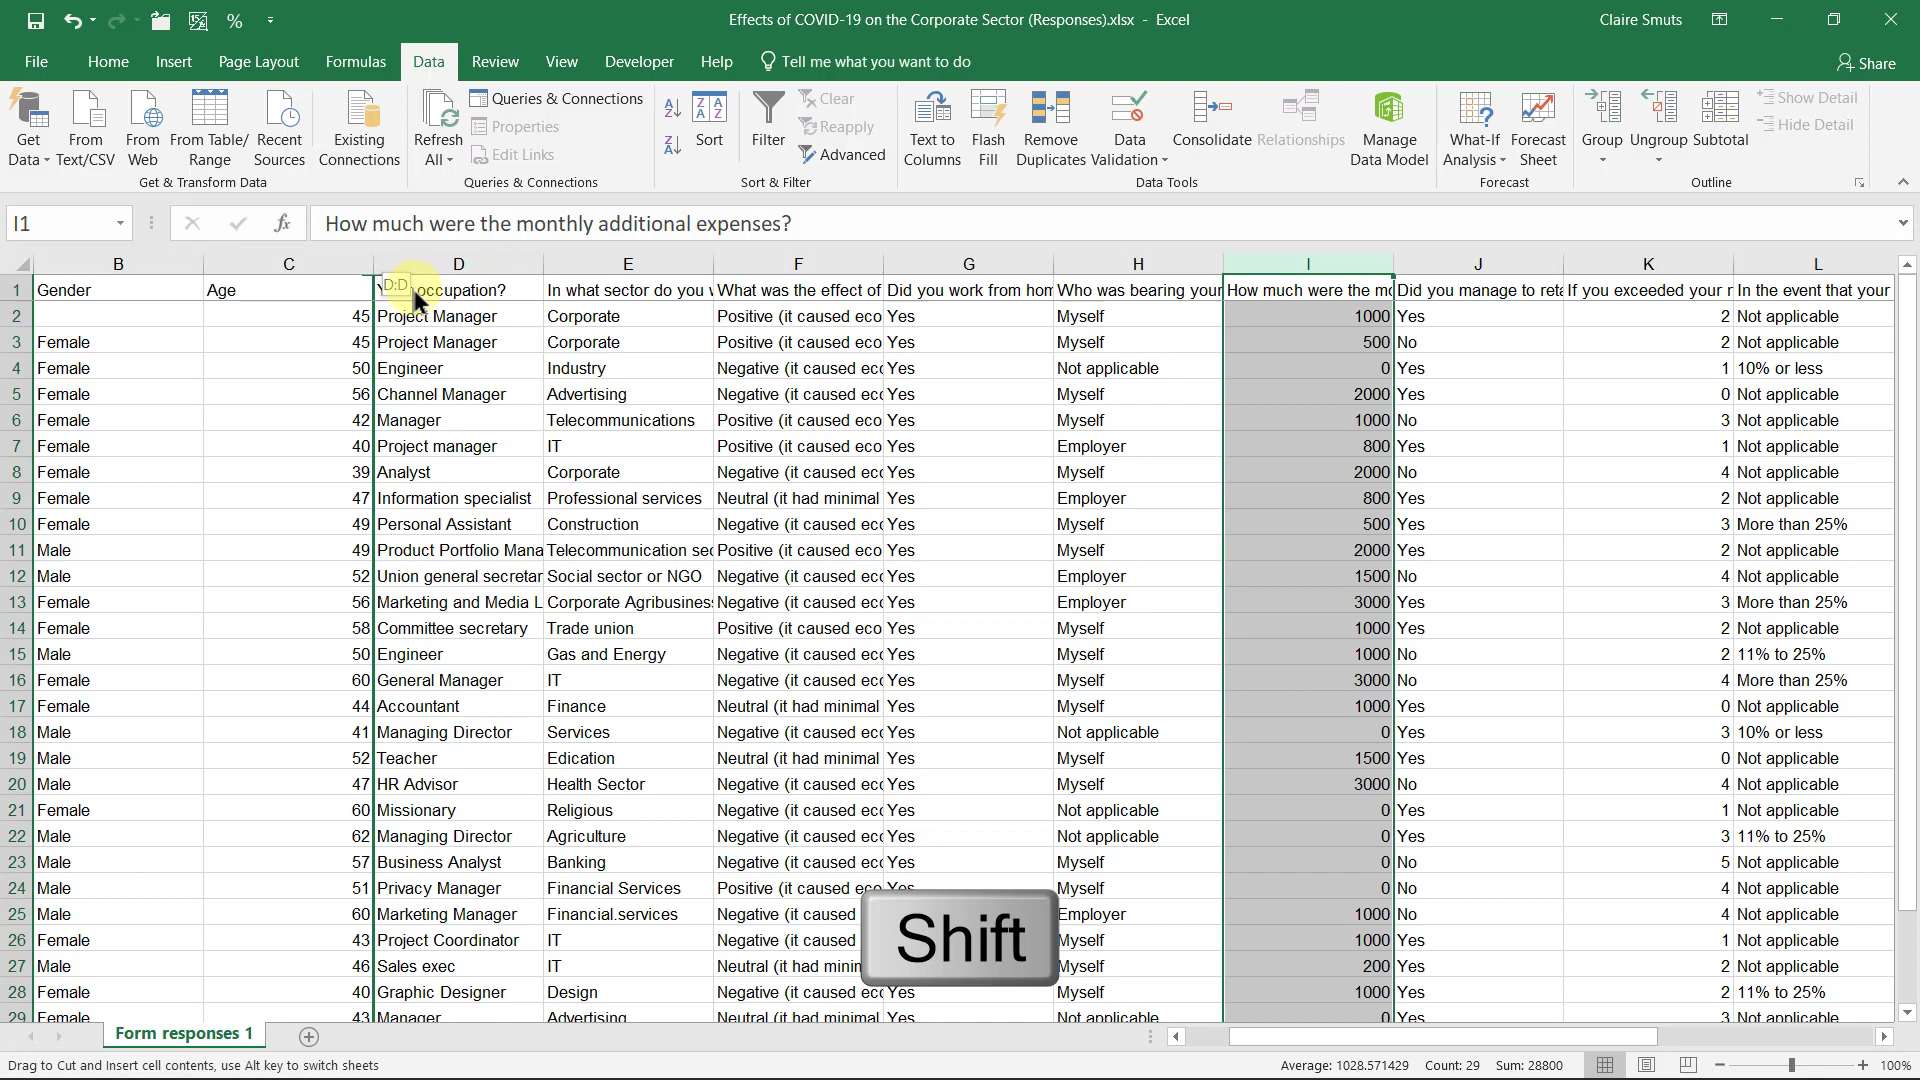 Effects of COVID-19 on the Corporate Sector (Responses).xlsx - Excel
Claire Smuts
File Home Insert Page Layout Formulas Data Review View Developer Help Tell me what you want to do Share
Get Data
From Text/CSV
From Web
From Table/ Range
Recent Sources
Existing Connections
Get & Transform Data
Refresh All
Queries & Connections
Properties
Edit Links
Queries & Connections
Sort
Filter
Clear
Reapply
Advanced
Sort & Filter
Text to Columns
Flash Fill
Remove Duplicates
Data Validation
Consolidate
Relationships
Manage Data Model
Data Tools
What-If Analysis
Forecast Sheet
Forecast
Group
Ungroup
Subtotal
Show Detail
Hide Detail
Outline
I1 fx How much were the monthly additional expenses?
B C D E F G H I J K L
1 Gender Age D:D occupation? In what sector do you What was the effect of Did you work from hom Who was bearing your How much were the mo Did you manage to reta If you exceeded your In the event that your
2 45 Project Manager Corporate Positive (it caused eco Yes Myself 1000 Yes 2 Not applicable
3 Female 45 Project Manager Corporate Positive (it caused eco Yes Myself 500 No 2 Not applicable
4 Female 50 Engineer Industry Negative (it caused ecc Yes Not applicable 0 Yes 1 10% or less
5 Female 56 Channel Manager Advertising Negative (it caused ecc Yes Myself 2000 Yes 0 Not applicable
6 Female 42 Manager Telecommunications Positive (it caused eco Yes Myself 1000 No 3 Not applicable
7 Female 40 Project manager IT Positive (it caused eco Yes Employer 800 Yes 1 Not applicable
8 Female 39 Analyst Corporate Negative (it caused ecc Yes Myself 2000 No 4 Not applicable
9 Female 47 Information specialist Professional services Neutral (it had minimal Yes Employer 800 Yes 2 Not applicable
10 Female 49 Personal Assistant Construction Negative (it caused ecc Yes Myself 500 Yes 3 More than 25%
11 Male 49 Product Portfolio Mana Telecommunication sec Positive (it caused eco Yes Myself 2000 Yes 2 Not applicable
12 Male 52 Union general secretar Social sector or NGO Negative (it caused ecc Yes Employer 1500 No 4 Not applicable
13 Female 56 Marketing and Media L Corporate Agribusines Negative (it caused ecc Yes Employer 3000 Yes 3 More than 25%
14 Female 58 Committee secretary Trade union Positive (it caused eco Yes Myself 1000 Yes 2 Not applicable
15 Male 50 Engineer Gas and Energy Negative (it caused ecc Yes Myself 1000 No 2 11% to 25%
16 Female 60 General Manager IT Negative (it caused ecc Yes Myself 3000 No 4 More than 25%
17 Female 44 Accountant Finance Neutral (it had minimal Yes Myself 1000 Yes 0 Not applicable
18 Male 41 Managing Director Services Negative (it caused ecc Yes Not applicable 0 Yes 3 10% or less
19 Male 52 Teacher Edication Neutral (it had minimal Yes Myself 1500 Yes 0 Not applicable
20 Male 47 HR Advisor Health Sector Negative (it caused ecc Yes Myself 3000 No 4 Not applicable
21 Female 60 Missionary Religious Negative (it caused ecc Yes Not applicable 0 Yes 1 Not applicable
22 Male 62 Managing Director Agriculture Negative (it caused ecc Yes Not applicable 0 Yes 3 11% to 25%
23 Male 57 Business Analyst Banking Negative (it caused ecc Yes Myself 0 No 5 Not applicable
24 Male 51 Privacy Manager Financial Services Positive (it caused eco Yes Myself 0 No 4 Not applicable
25 Male 60 Marketing Manager Financial.services Negative (it caused Employer 1000 No 4 Not applicable
26 Female 43 Project Coordinator IT Negative (it caused Myself 1000 Yes 1 Not applicable
27 Male 46 Sales exec IT Neutral (it had minin Myself 200 Yes 2 Not applicable
28 Female 40 Graphic Designer Design Negative (it caused ecc Yes Myself 1000 Yes 2 11% to 25%
29 Female 43 Manager Advertising Neutral (it had minimal Yes Not applicable 0 Yes 3 Not applicable
Shift
Form responses 1
Drag to Cut and Insert cell contents, use Alt key to switch sheets Average: 1028.571429 Count: 29 Sum: 28800 100%